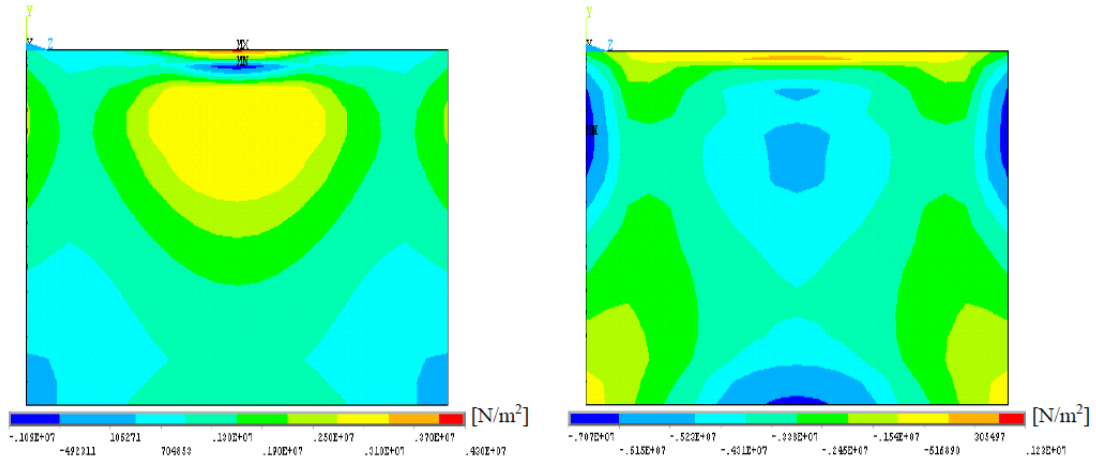 Y
X Z
MX
MN
[N/m²]
-.109E+07 106271 .130E+07 .250E+07 .370E+07
-492311 704853 .190E+07 .310E+07 .430E+07
Y
X Z
MN
[N/m²]
-.707E+07 -.523E+07 -.338E+07 -.154E+07 305497
-.615E+07 -.431E+07 -.246E+07 -616890 .123E+07